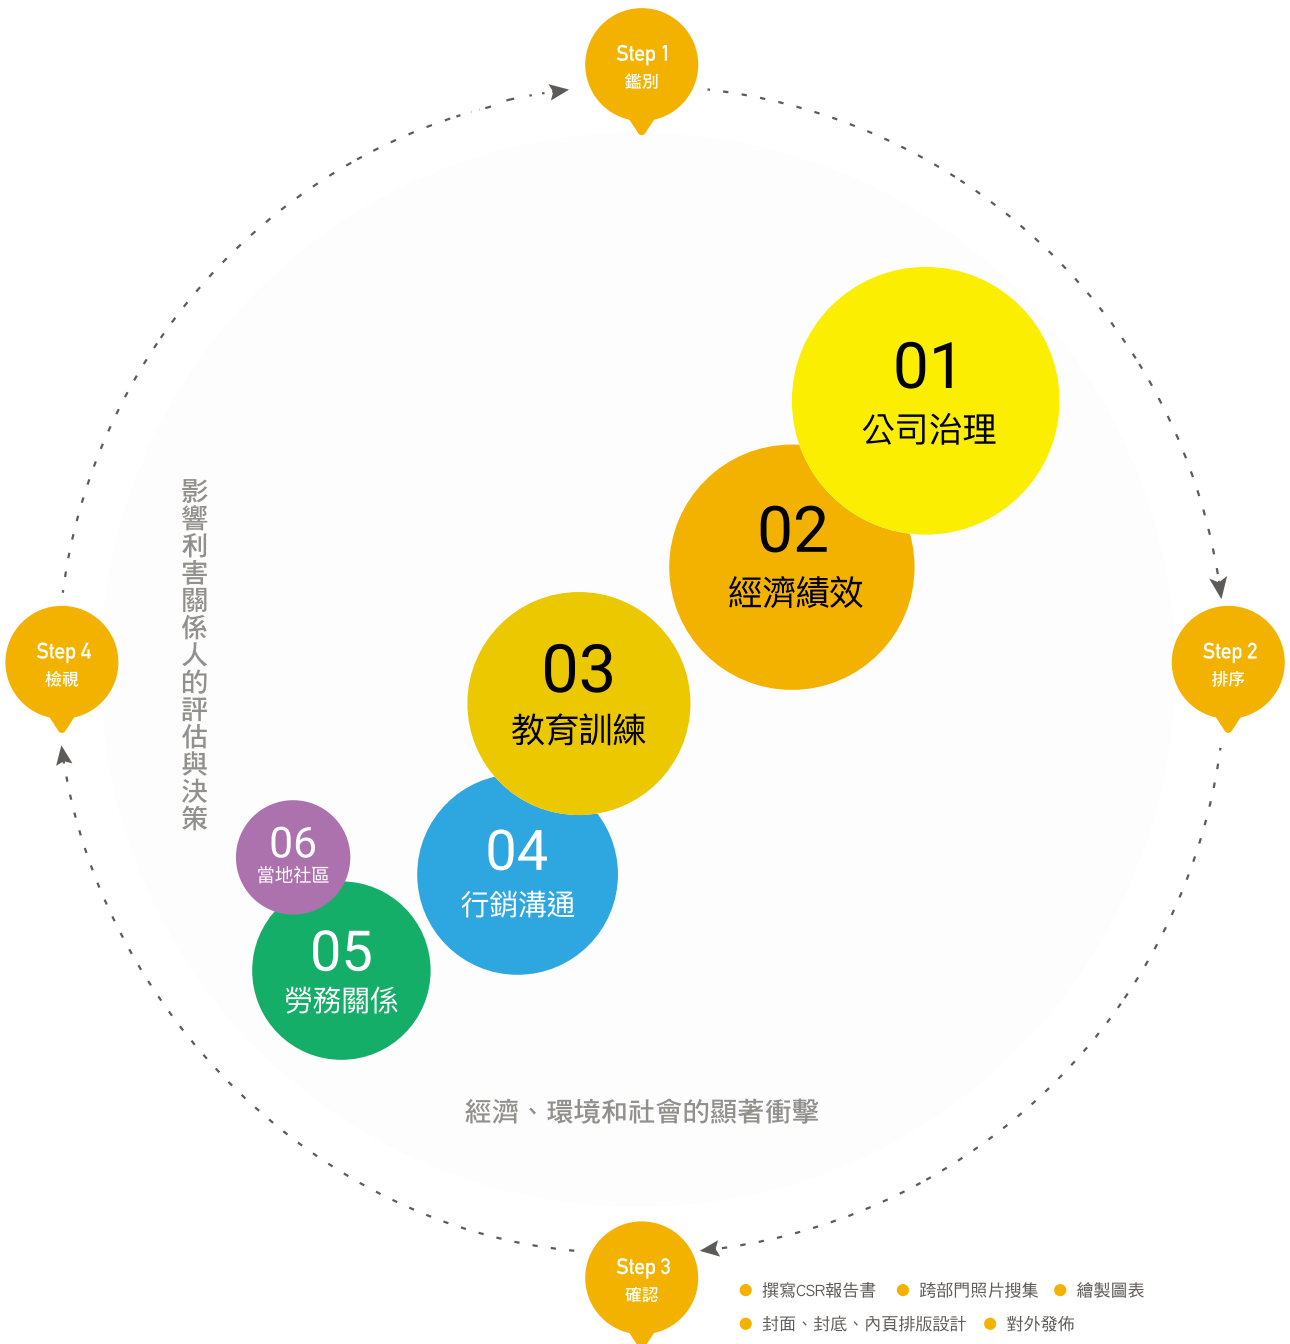 Step 1
鑑別
01
公司治理
02
經濟績效
影響利害關係人的評估與決策
Step 4
檢視
03
教育訓練
Step 2
排序
06
當地社區
04
行銷溝通
05
勞務關係
經濟、環境和社會的顯著衝擊
Step 3
確認
撰寫CSR報告書 跨部門照片搜集 繪製圖表
封面、封底、內頁排版設計 對外發佈